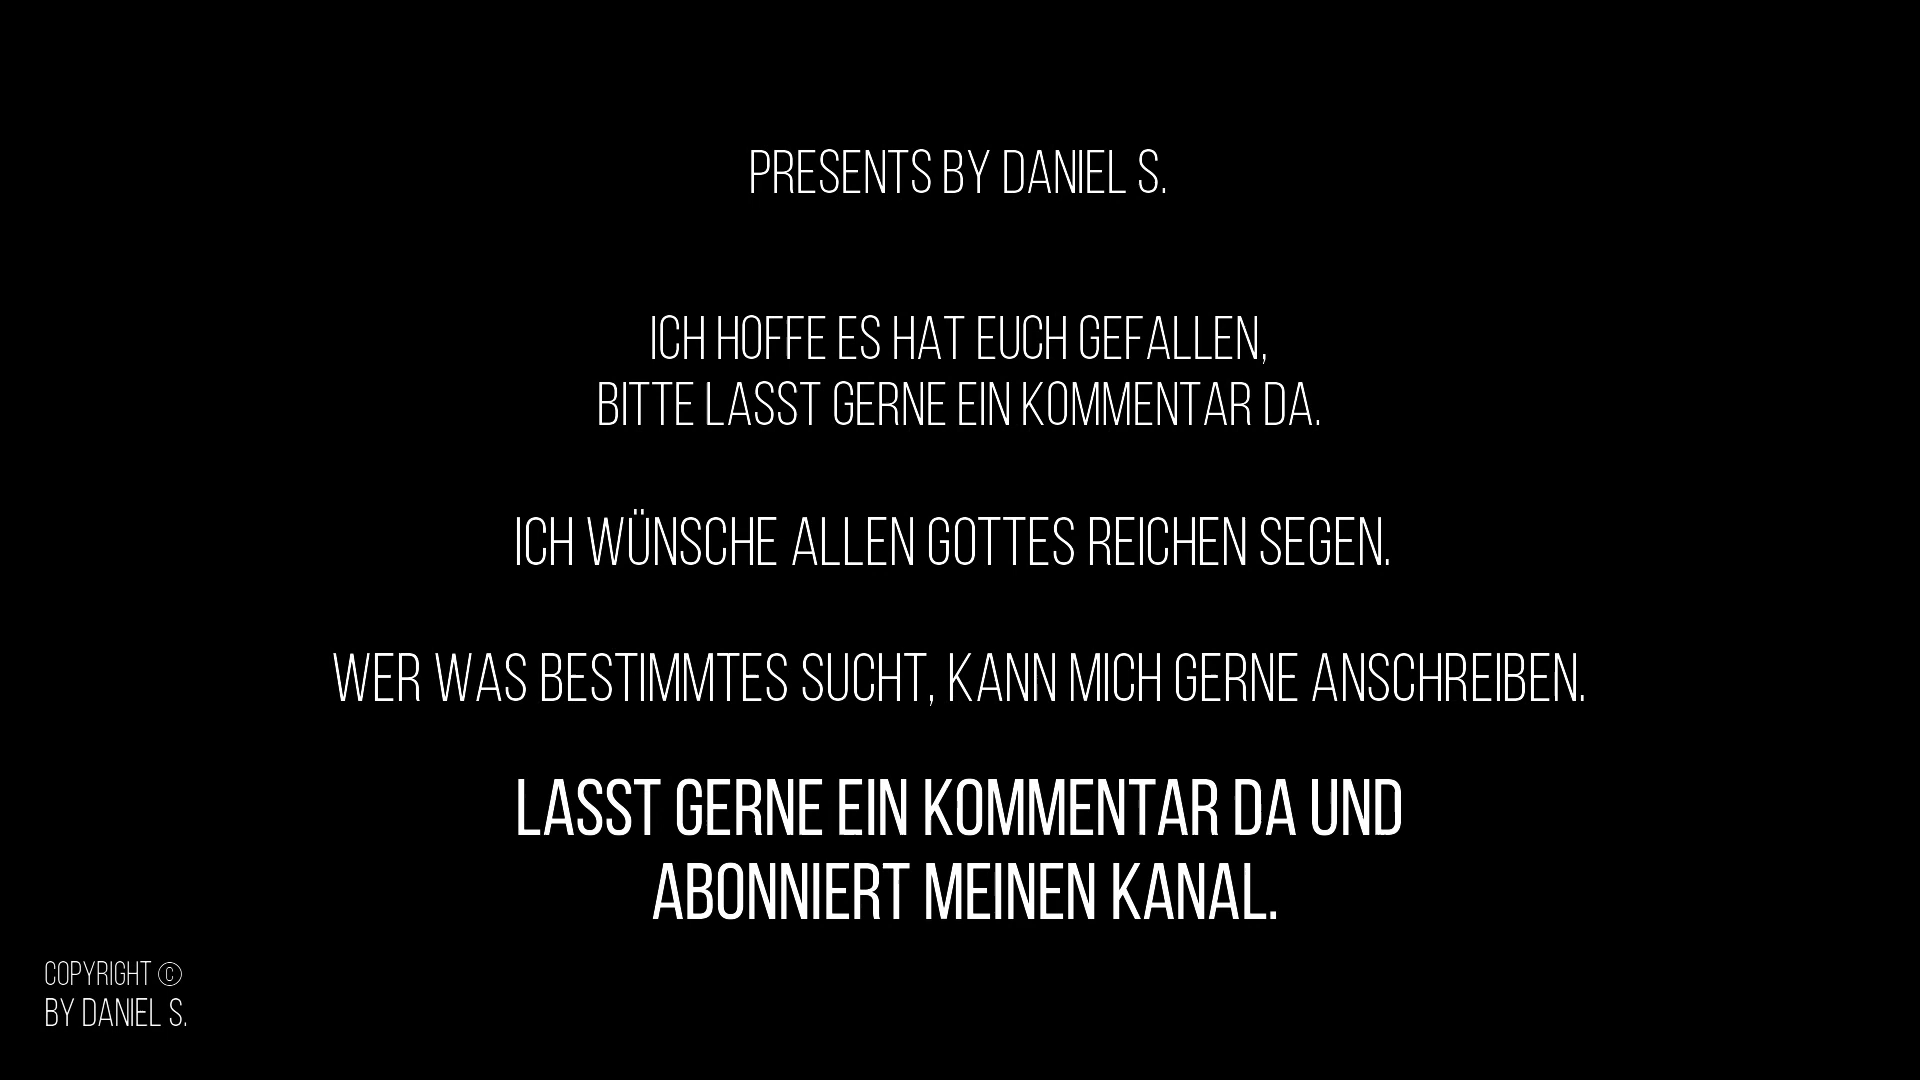 PRESENTS BY DANIEL S.
ICH HOFFE ES HAT EUCH GEFALLEN,
BITTE LASST GERNE EIN KOMMENTAR DA.
ICH WÜNSCHE ALLEN GOTTES REICHEN SEGEN.
WER WAS BESTIMMTES SUCHT, KANN MICH GERNE ANSCHREIBEN.
LASST GERNE EIN KOMMENTAR DA UND
ABONNIERT MEINEN KANAL.
COPYRIGHT ©
BY DANIEL S.